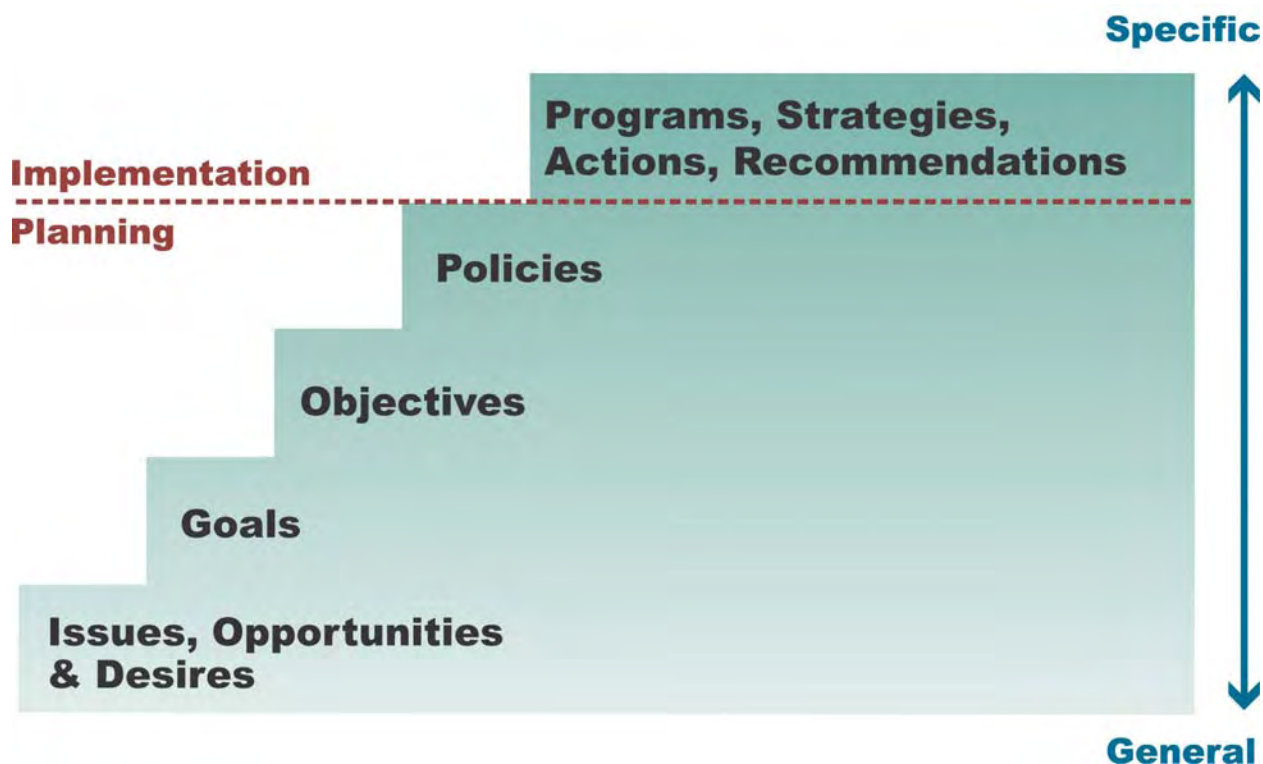 Specific
Programs, Strategies,
Actions, Recommendations
Implementation
Planning
Policies
Objectives
Goals
Issues, Opportunities
& Desires
General